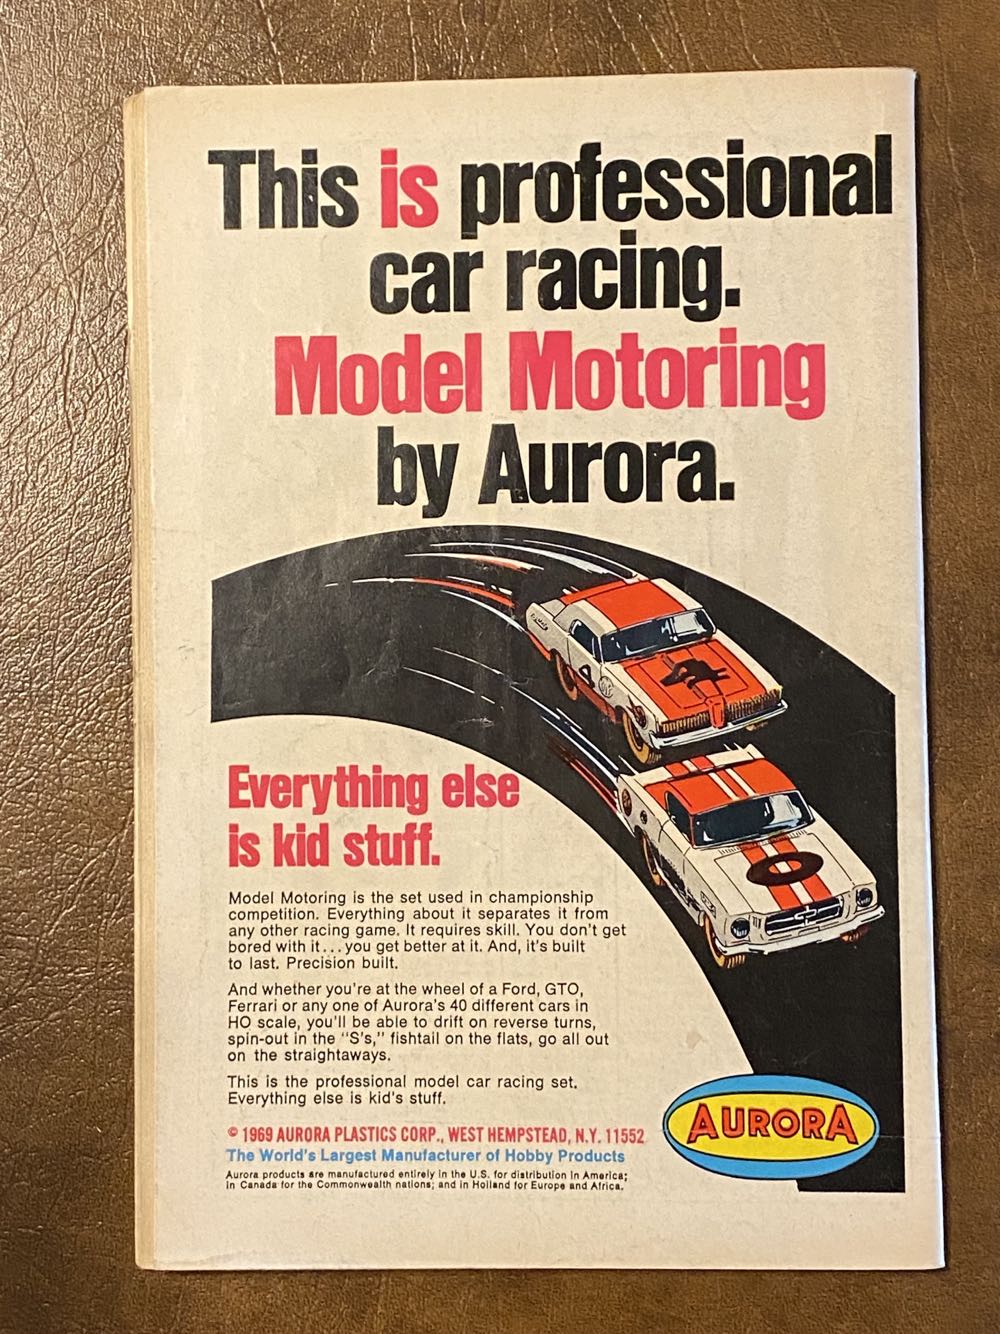 This is professional
car racing.
Model Motoring
by Aurora.
4
0
Everything else
is kid stuff.
Model Motoring is the set used in championship
competition. Everything about it separates it from
any other racing game. It requires skill. You don't get
bored with it...you get better at it. And, it's built
to last. Precision built.
And whether you're at the wheel of a Ford, GTO,
Ferrari or any one of Aurora's 40 different cars in
HO scale, you'll be able to drift on reverse turns,
spin-out in the "S's," fishtail on the flats, go all out
on the straightaways.
This is the professional model car racing set.
Everything else is kid's stuff.
© 1969 AURORA PLASTICS CORP., WEST HEMPSTEAD, N.Y. 11552
The World's Largest Manufacturer of Hobby Products
Aurora products are manufactured entirely in the U.S. for distribution in America;
in Canada for the Commonwealth nations; and in Holland for Europe and Africa.
AURORA